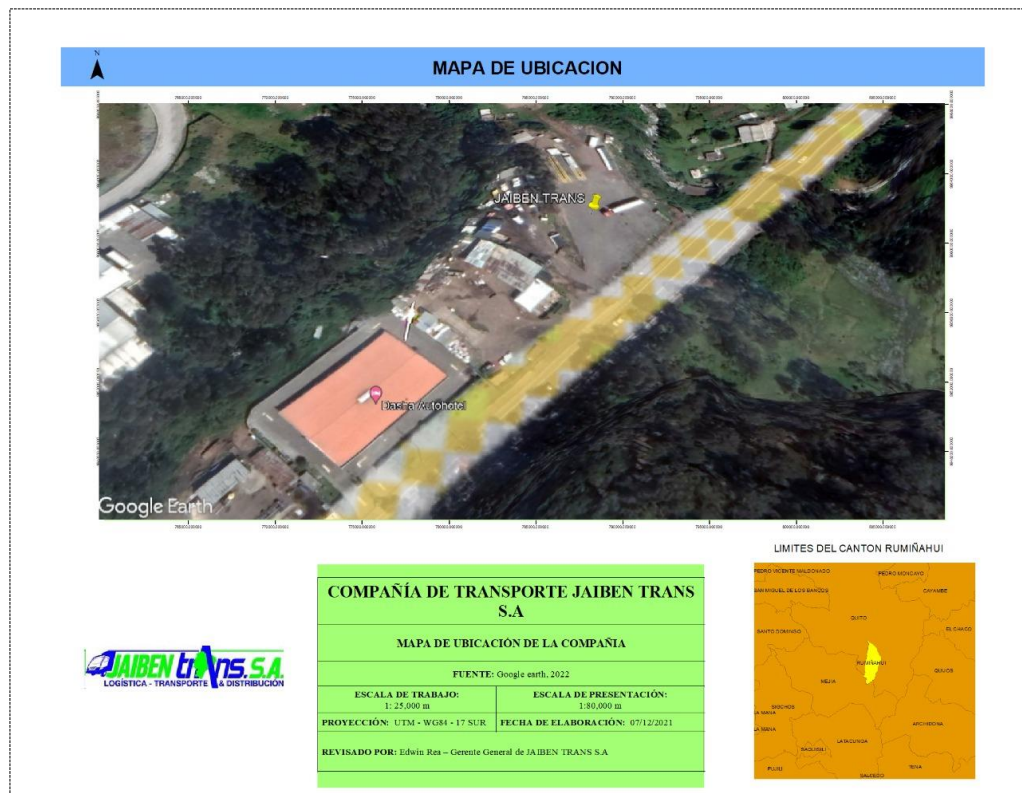 N
MAPA DE UBICACION
JAIBEN TRANS
Dasha Autohotel
Google Earth
LIMITES DEL CANTON RUMIÑAHUI
PEDRO VICENTE MALDONADO
PEDRO MONCAYO
SAN MIGUEL DE LOS BANCOS
CAYAMBE
QUITO
SANTO DOMINGO
EL CHACO
RUMIÑAHUI
QUIJOS
MEJIA
SIGCHOS
LA MANA
ARCHIDONA
LATACUNGA
SAQUISILI
PUJILI
TENA
SALCEDO
COMPAÑÍA DE TRANSPORTE JAIBEN TRANS
S.A
MAPA DE UBICACIÓN DE LA COMPAÑIA
FUENTE: Google earth, 2022
ESCALA DE TRABAJO:
1: 25,000 m
ESCALA DE PRESENTACIÓN:
1:80,000 m
PROYECCIÓN: UTM - WG84 - 17 SUR
FECHA DE ELABORACIÓN: 07/12/2021
REVISADO POR: Edwin Rea – Gerente General de JAIBEN TRANS S.A
JAIBEN trans.S.A.
LOGÍSTICA - TRANSPORTE & DISTRIBUCIÓN